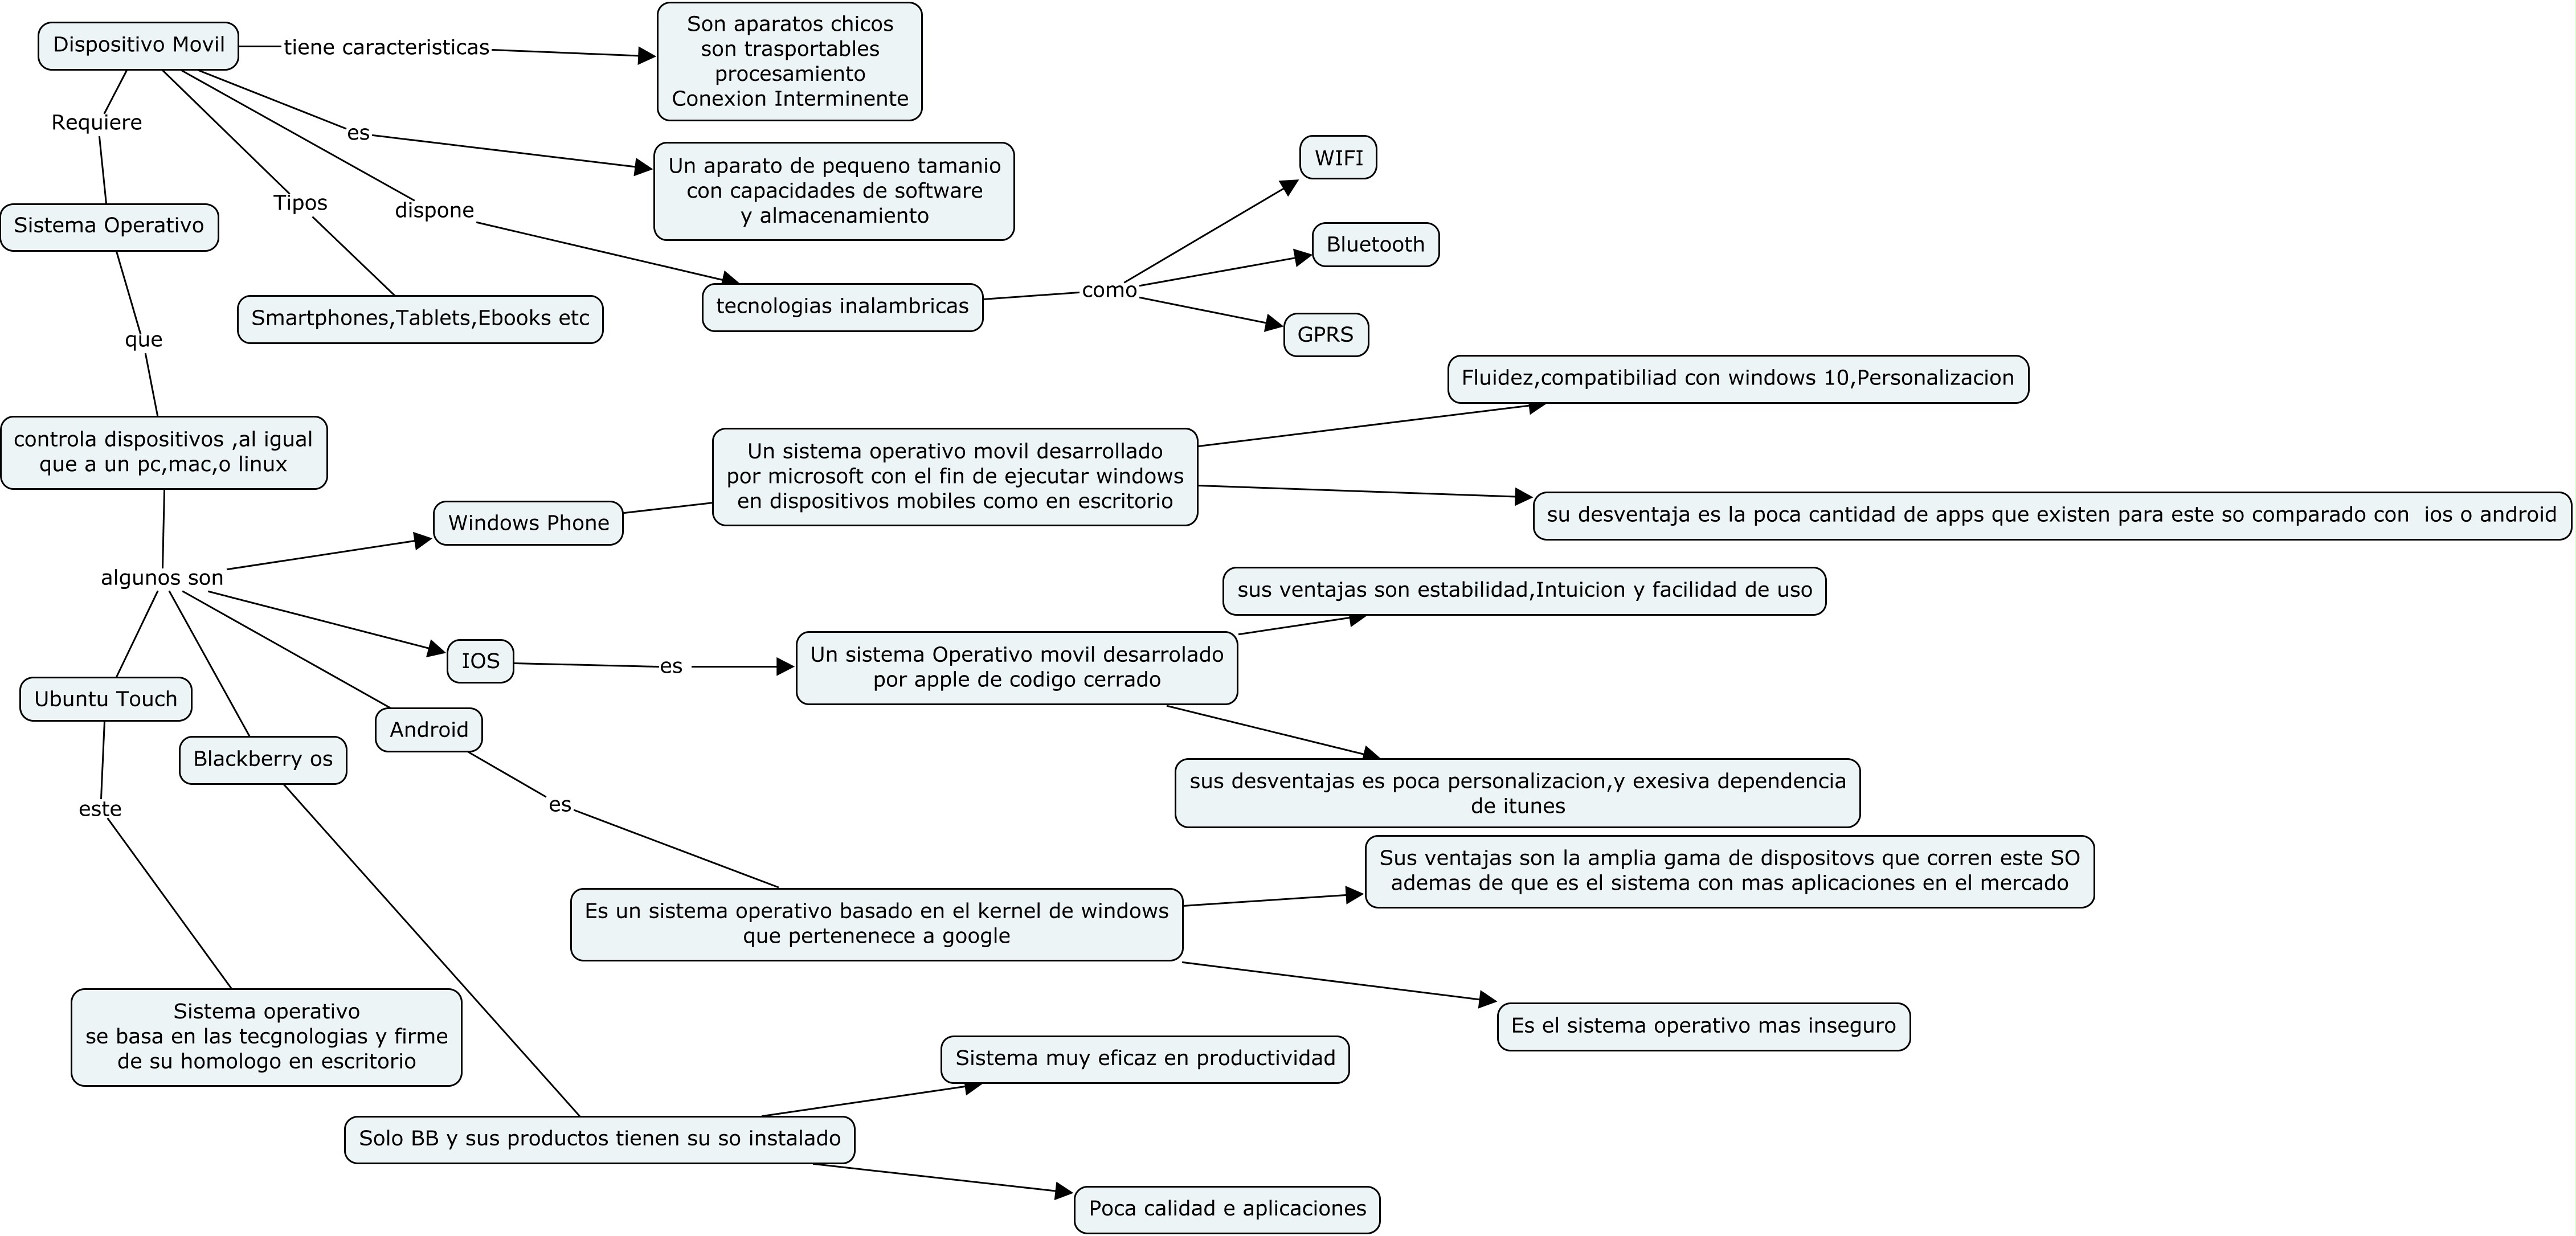 Dispositivo Movil
tiene caracteristicas
Son aparatos chicos
son trasportables
procesamiento
Conexion Interminente
Requiere
es
Un aparato de pequeno tamanio
con capacidades de software
y almacenamiento
WIFI
Tipos
dispone
Sistema Operativo
Bluetooth
como
tecnologias inalambricas
Smartphones,Tablets,Ebooks etc
GPRS
que
Fluidez,compatibiliad con windows 10,Personalizacion
controla dispositivos ,al igual
que a un pc,mac,o linux
Un sistema operativo movil desarrollado
por microsoft con el fin de ejecutar windows
en dispositivos mobiles como en escritorio
Windows Phone
su desventaja es la poca cantidad de apps que existen para este so comparado con  ios o android
algunos son
sus ventajas son estabilidad,Intuicion y facilidad de uso
IOS
es
Un sistema Operativo movil desarrolado
por apple de codigo cerrado
Ubuntu Touch
Android
Blackberry os
sus desventajas es poca personalizacion,y exesiva dependencia
de itunes
este
es
Sus ventajas son la amplia gama de dispositovs que corren este SO
ademas de que es el sistema con mas aplicaciones en el mercado
Es un sistema operativo basado en el kernel de windows
que pertenenece a google
Sistema operativo
se basa en las tecgnologias y firme
de su homologo en escritorio
Es el sistema operativo mas inseguro
Sistema muy eficaz en productividad
Solo BB y sus productos tienen su so instalado
Poca calidad e aplicaciones